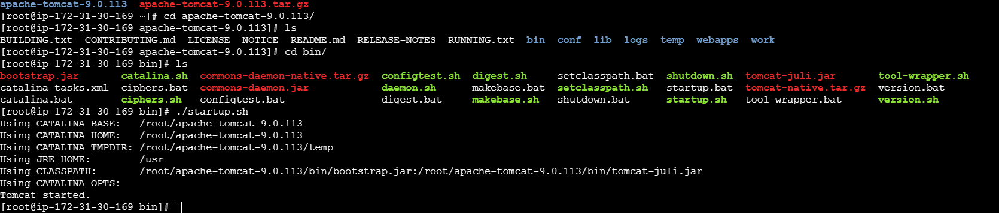 apache-tomcat-9.0.113  apache-tomcat-9.0.113.tar.gz
[root@ip-172-31-30-169 ~]# cd apache-tomcat-9.0.113/
[root@ip-172-31-30-169 apache-tomcat-9.0.113]# ls
BUILDING.txt  CONTRIBUTING.md  LICENSE  NOTICE  README.md  RELEASE-NOTES  RUNNING.txt  bin  conf  lib  logs  temp  webapps  work
[root@ip-172-31-30-169 apache-tomcat-9.0.113]# cd bin/
[root@ip-172-31-30-169 bin]# ls
bootstrap.jar       catalina.sh  commons-daemon-native.tar.gz  configtest.sh  digest.sh    setclasspath.bat  shutdown.sh  tomcat-juli.jar       tool-wrapper.sh
catalina-tasks.xml  ciphers.bat  commons-daemon.jar            daemon.sh      makebase.bat  setclasspath.sh   startup.bat  tomcat-native.tar.gz  version.bat
catalina.bat        ciphers.sh   configtest.bat                digest.bat     makebase.sh   shutdown.bat      startup.sh   tool-wrapper.bat      version.sh
[root@ip-172-31-30-169 bin]# ./startup.sh
Using CATALINA_BASE:   /root/apache-tomcat-9.0.113
Using CATALINA_HOME:   /root/apache-tomcat-9.0.113
Using CATALINA_TMPDIR: /root/apache-tomcat-9.0.113/temp
Using JRE_HOME:        /usr
Using CLASSPATH:       /root/apache-tomcat-9.0.113/bin/bootstrap.jar:/root/apache-tomcat-9.0.113/bin/tomcat-juli.jar
Using CATALINA_OPTS:
Tomcat started.
[root@ip-172-31-30-169 bin]#